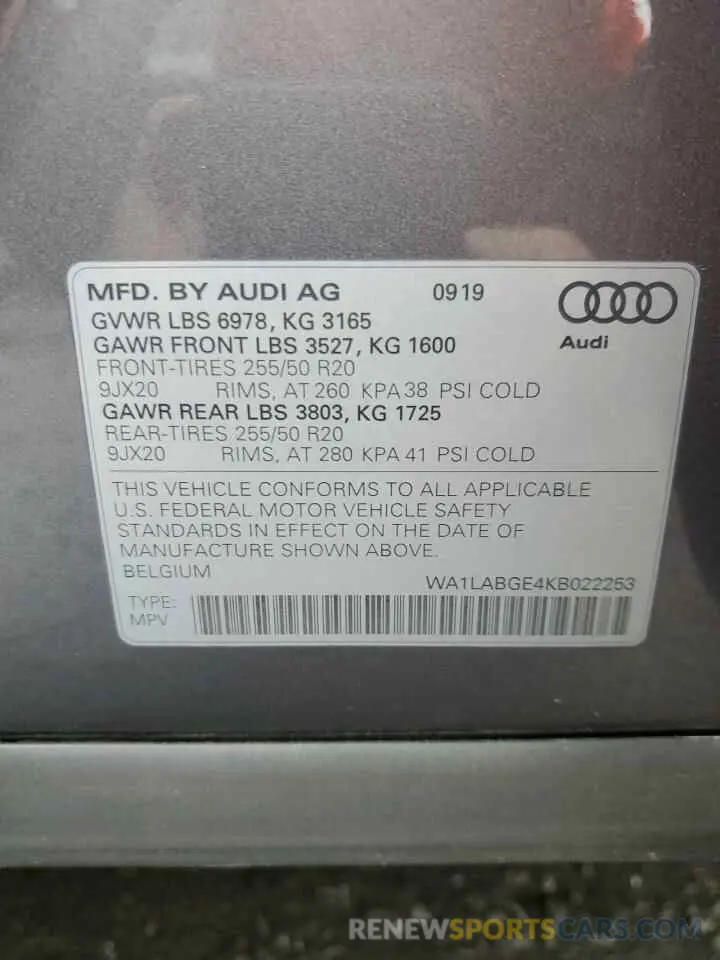 MFD. BY AUDI AG 0919
GVWR LBS 6978, KG 3165
GAWR FRONT LBS 3527, KG 1600
Audi
FRONT-TIRES 255/50 R20
9JX20 RIMS, AT 260 KPA 38 PSI COLD
GAWR REAR LBS 3803, KG 1725
REAR-TIRES 255/50 R20
9JX20 RIMS, AT 280 KPA 41 PSI COLD
THIS VEHICLE CONFORMS TO ALL APPLICABLE
U.S. FEDERAL MOTOR VEHICLE SAFETY
STANDARDS IN EFFECT ON THE DATE OF
MANUFACTURE SHOWN ABOVE.
BELGIUM
WA1LABGE4KB022253
TYPE:
MPV
RENEWSPORTSCARS.COM